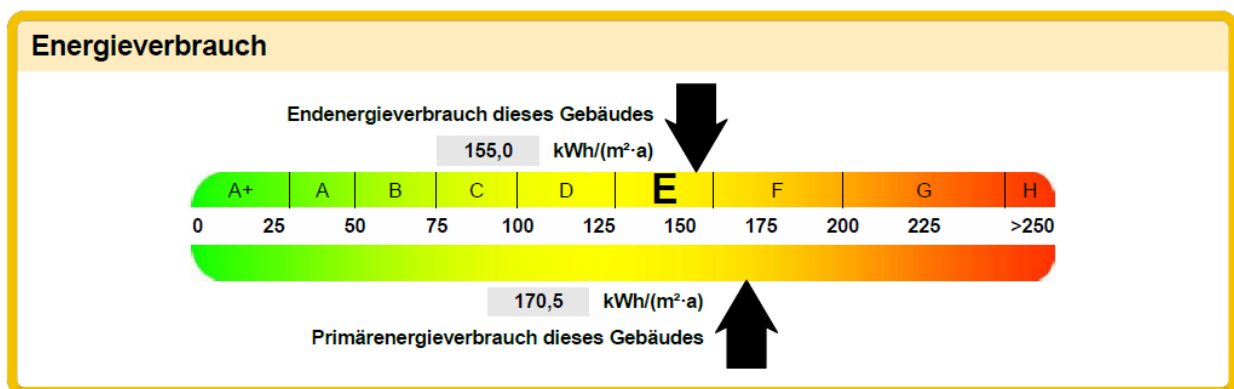 Energieverbrauch
Endenergieverbrauch dieses Gebäudes
155,0 kWh/(m²·a)
A+ A B C D E F G H
0 25 50 75 100 125 150 175 200 225 >250
170,5 kWh/(m²·a)
Primärenergieverbrauch dieses Gebäudes